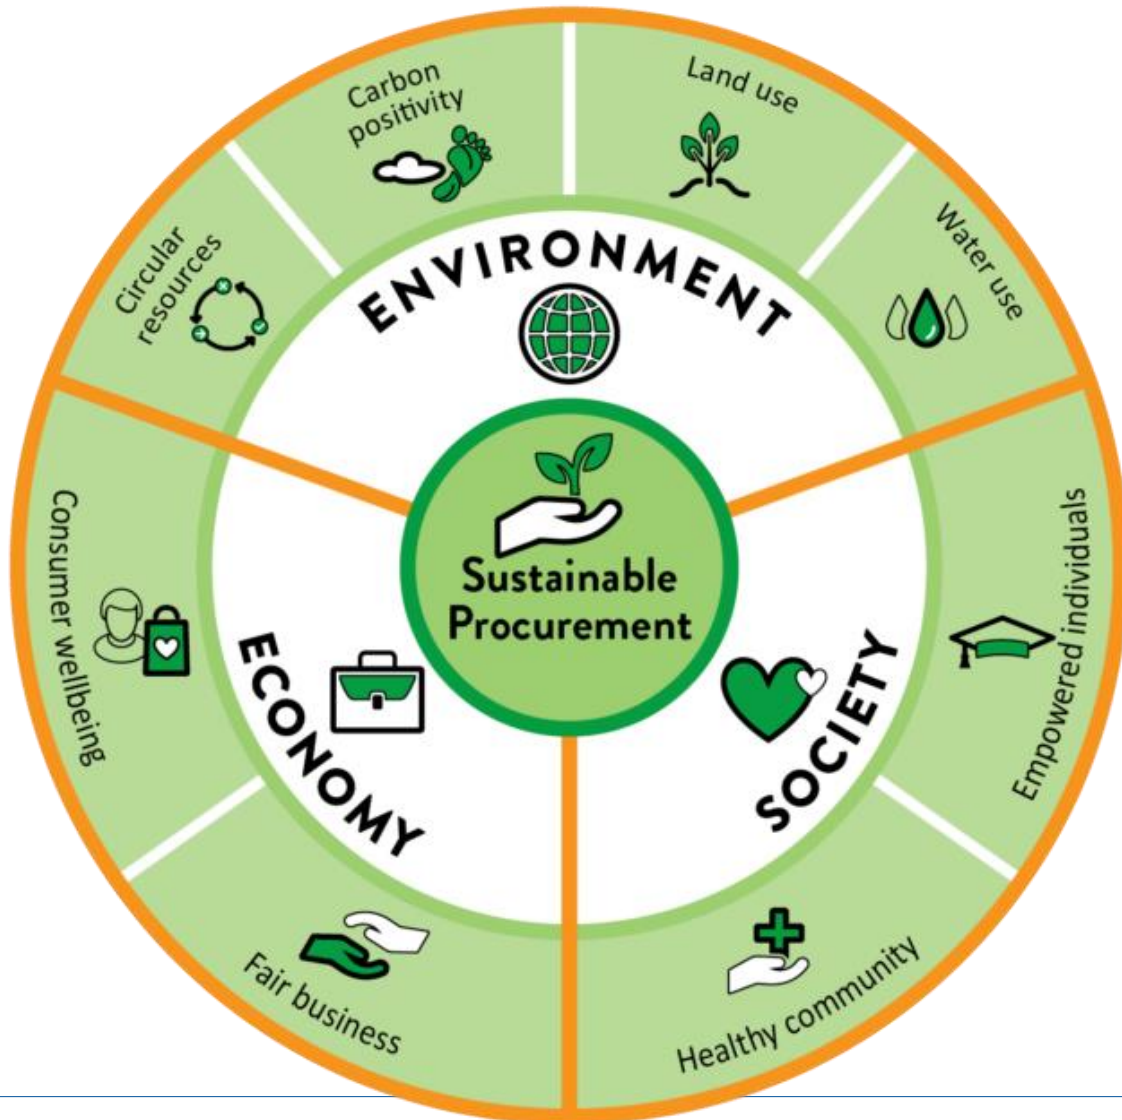 Carbon
positivity
Land use
Circular
resources
Water use
ENVIRONMENT
Sustainable
Procurement
Consumer wellbeing
Empowered individuals
ECONOMY
SOCIETY
Fair business
Healthy community